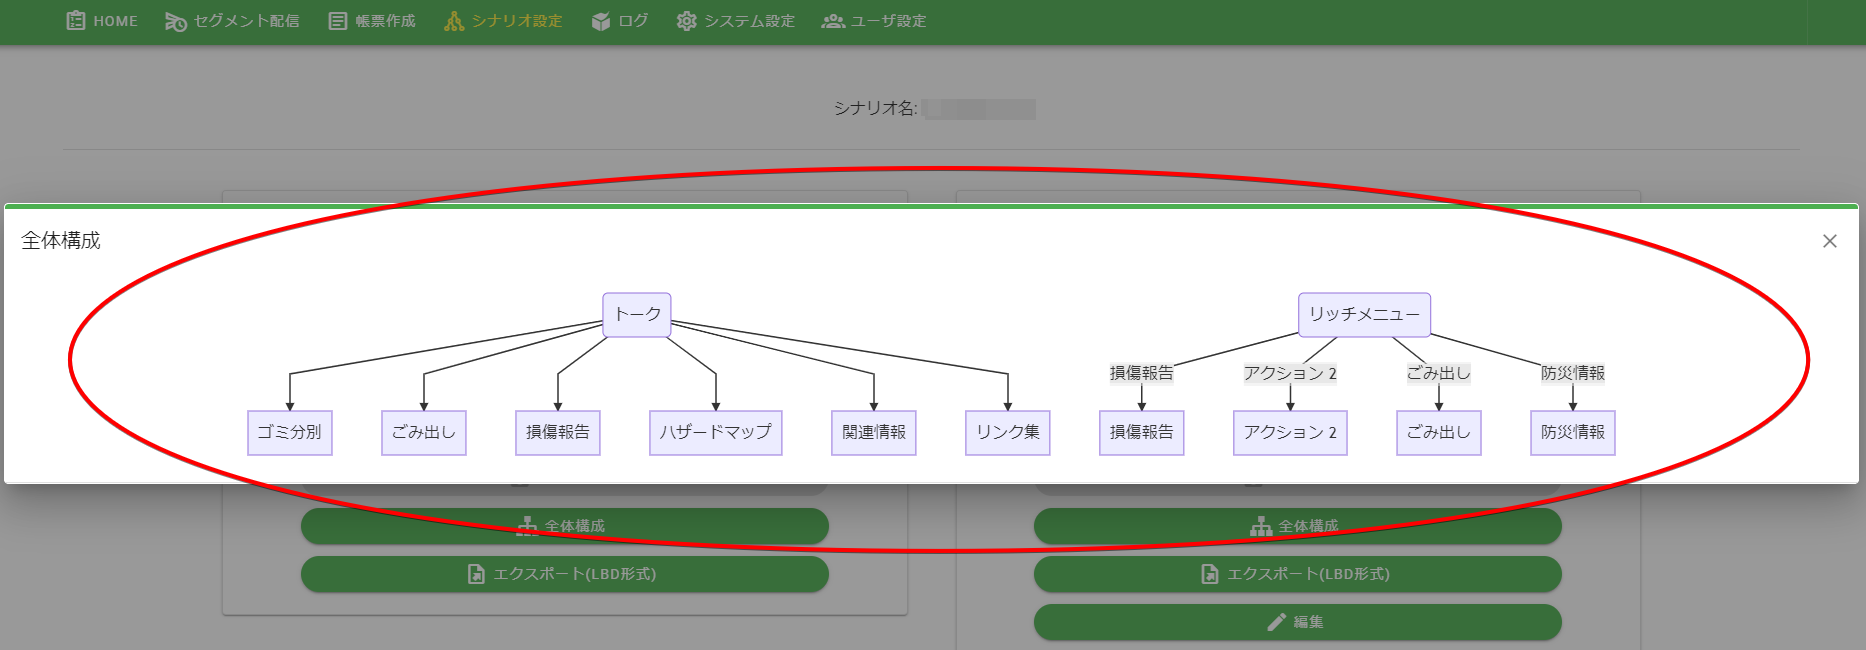 HOME セグメント配信 帳票作成 シナリオ設定 ログ システム設定 ユーザ設定
シナリオ名:
全体構成
トーク リッチメニュー
損傷報告 アクション 2 ごみ出し 防災情報
ゴミ分別 ごみ出し 損傷報告 ハザードマップ 関連情報 リンク集 損傷報告 アクション 2 ごみ出し 防災情報
全体構成 全体構成
エクスポート(LBD形式) エクスポート(LBD形式)
編集